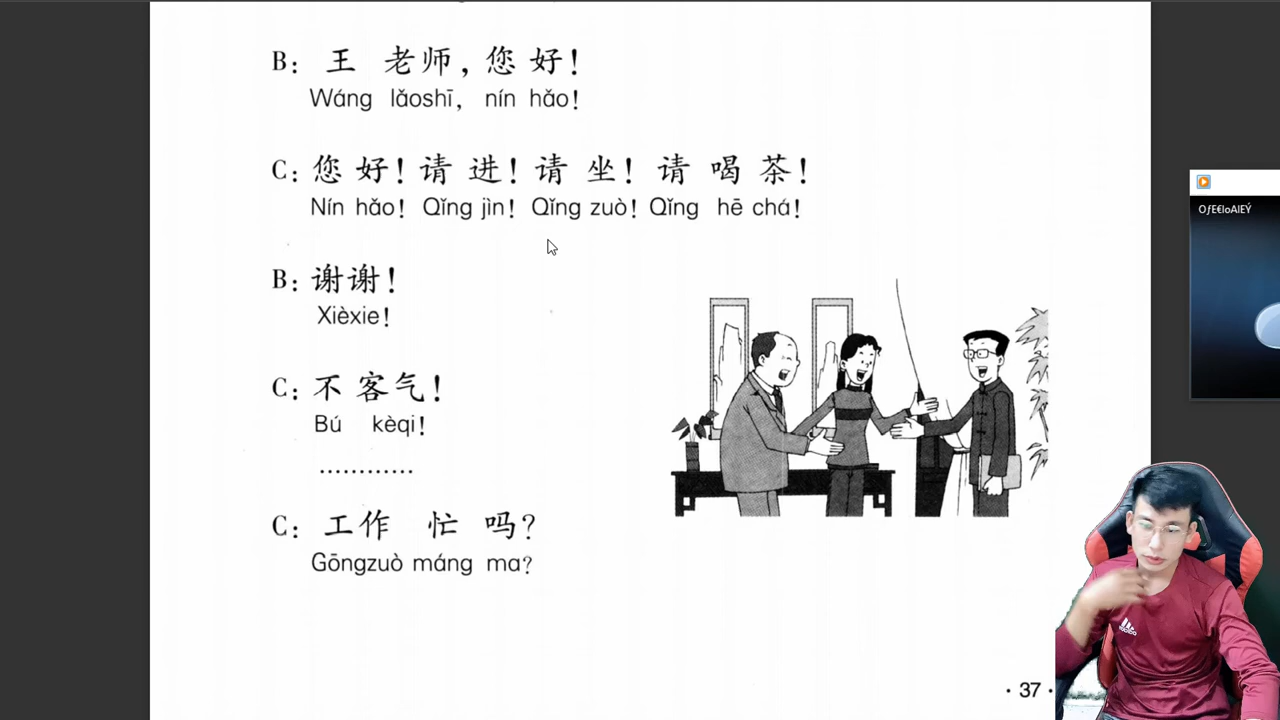 B: 王 老师, 您 好!
Wáng lǎoshī, nín hǎo!
C: 您 好! 请 进! 请 坐! 请 喝 茶!
Nín hǎo! Qǐng jìn! Qǐng zuò! Qǐng hē chá!
B: 谢谢!
Xièxie!
C: 不 客气!
Bú kèqi!
............
C: 工作 忙 吗?
Gōngzuò máng ma?
· 37 ·
adidas